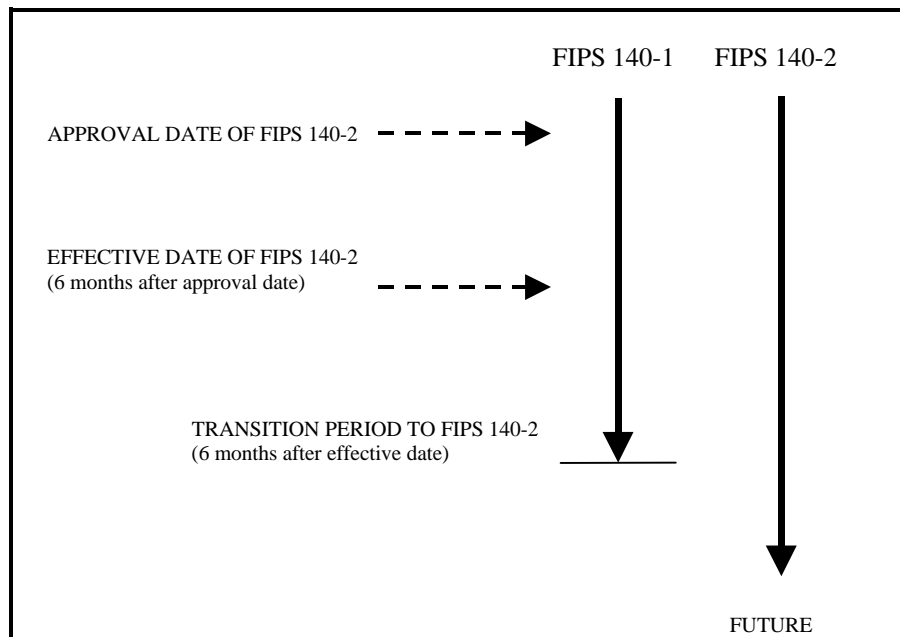 FIPS 140-1 FIPS 140-2
APPROVAL DATE OF FIPS 140-2
EFFECTIVE DATE OF FIPS 140-2
(6 months after approval date)
TRANSITION PERIOD TO FIPS 140-2
(6 months after effective date)
FUTURE